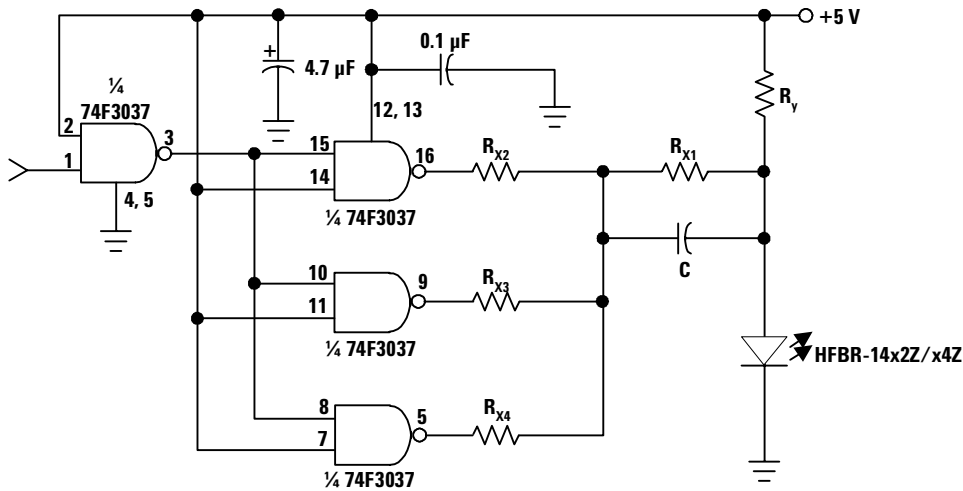 +5 V
0.1 µF
+
4.7 µF
¼
74F3037
R_y
12, 13
2
3
1
15
16
R_X2
R_X1
14
4, 5
¼ 74F3037
C
10
9
R_X3
11
¼ 74F3037
HFBR-14x2Z/x4Z
8
5
R_X4
7
¼ 74F3037